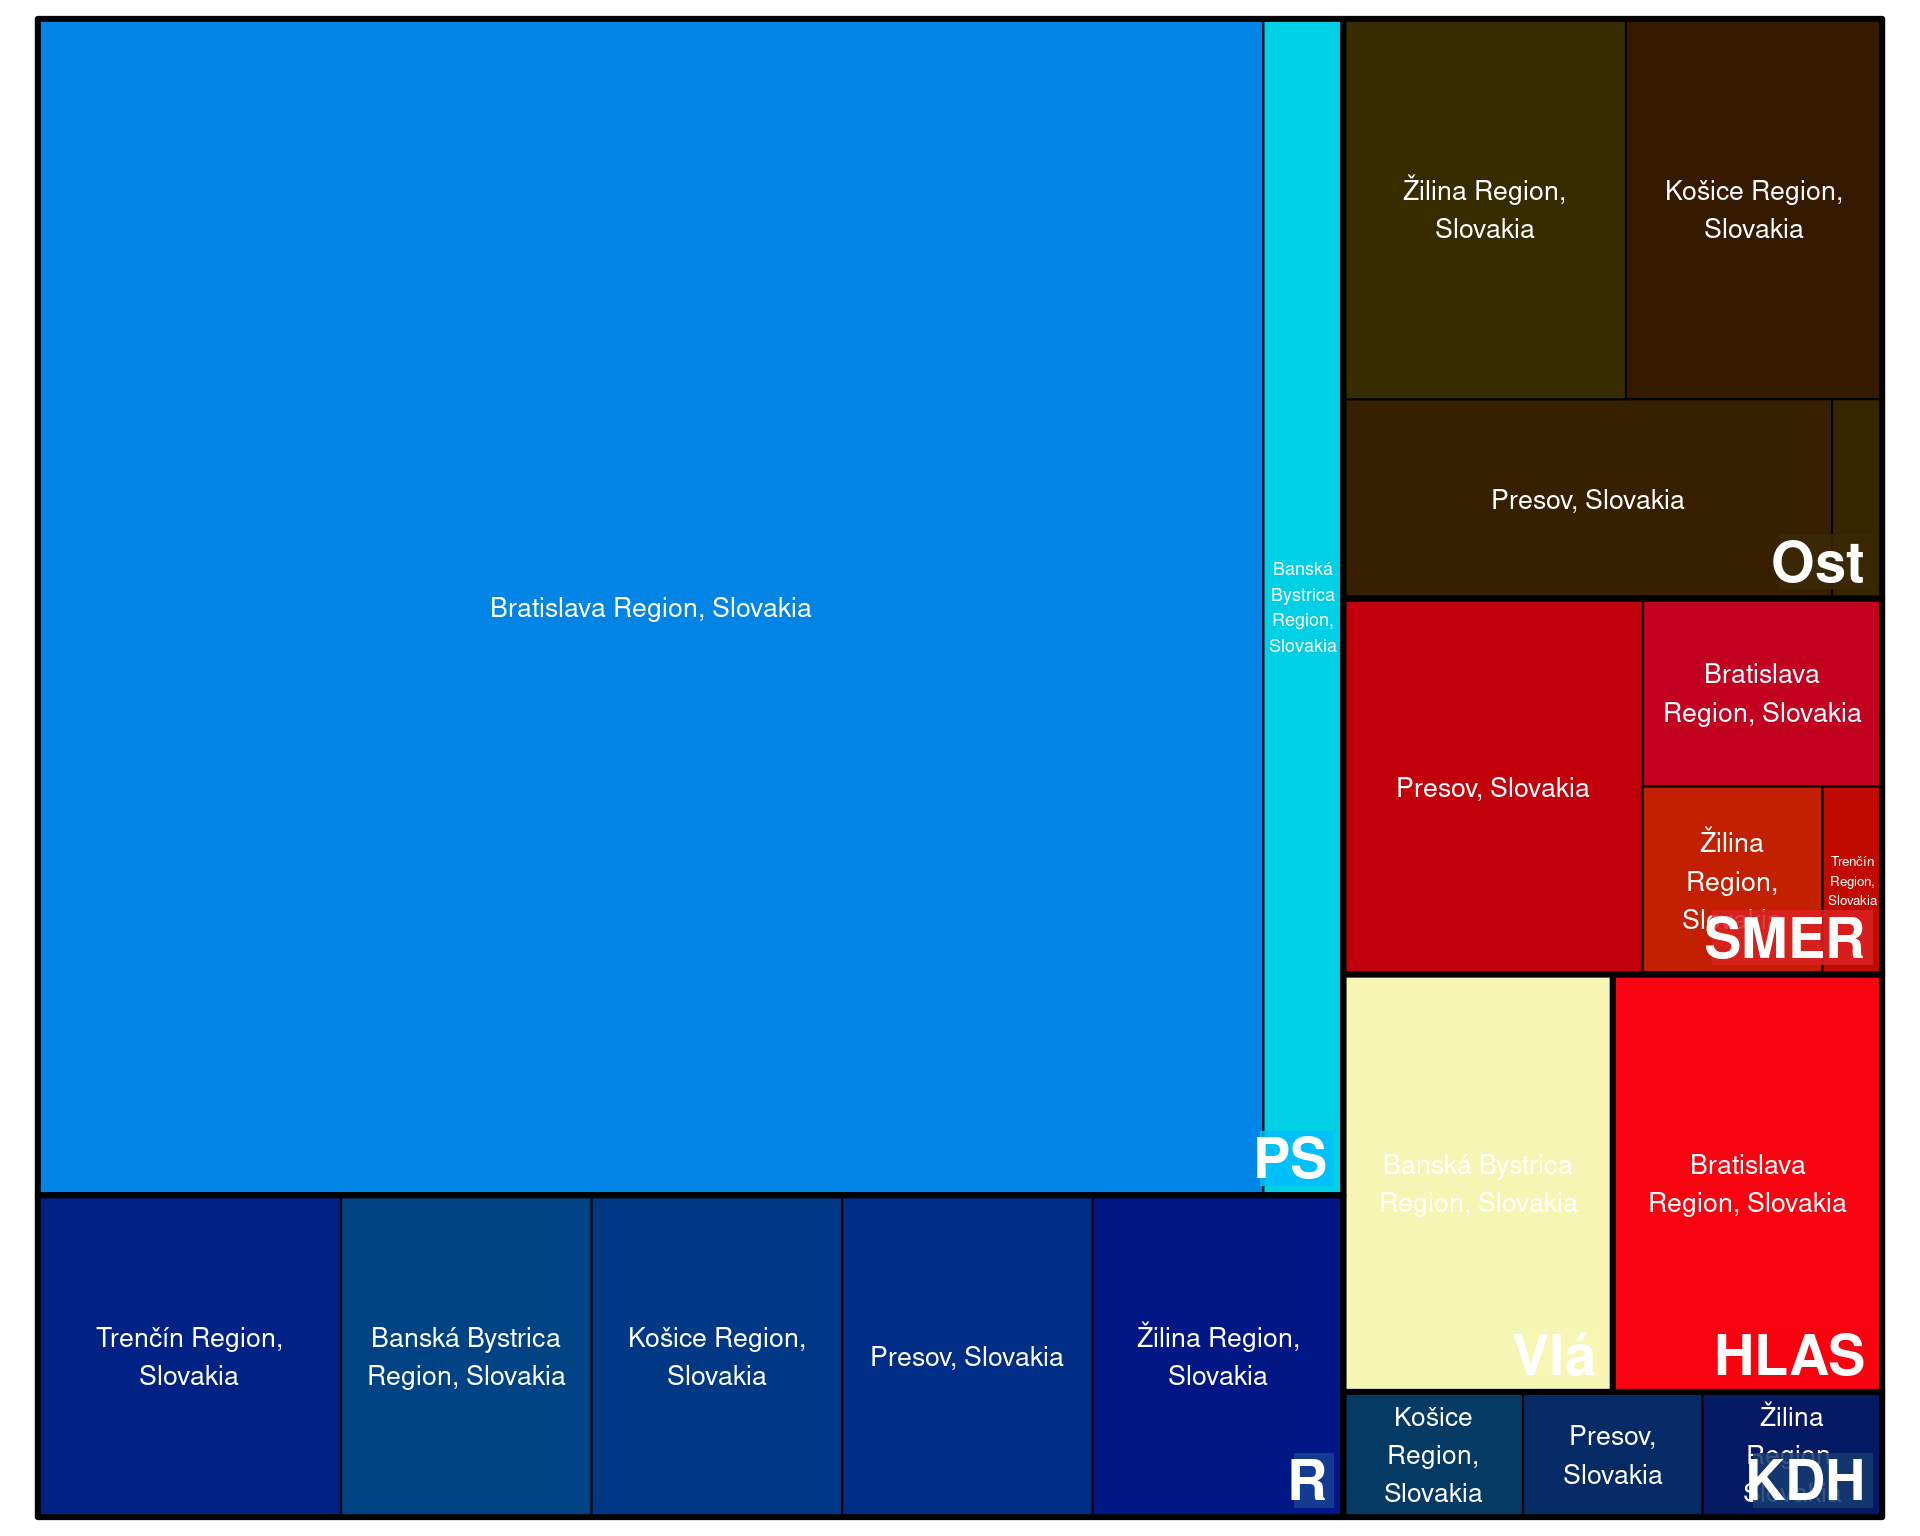 Bratislava Region, Slovakia
Banská
Bystrica
Region,
Slovakia
PS
Trenčín Region,
Slovakia
Banská Bystrica
Region, Slovakia
Košice Region,
Slovakia
Presov, Slovakia
Žilina Region,
Slovakia
R
Žilina Region,
Slovakia
Košice Region,
Slovakia
Presov, Slovakia
Ost
Presov, Slovakia
Bratislava
Region, Slovakia
Žilina
Region,
Slovakia
Trenčín
Region,
Slovakia
SMER
Banská Bystrica
Region, Slovakia
Vlá
Bratislava
Region, Slovakia
HLAS
Košice
Region,
Slovakia
Presov,
Slovakia
Žilina
Region,
Slovakia
KDH